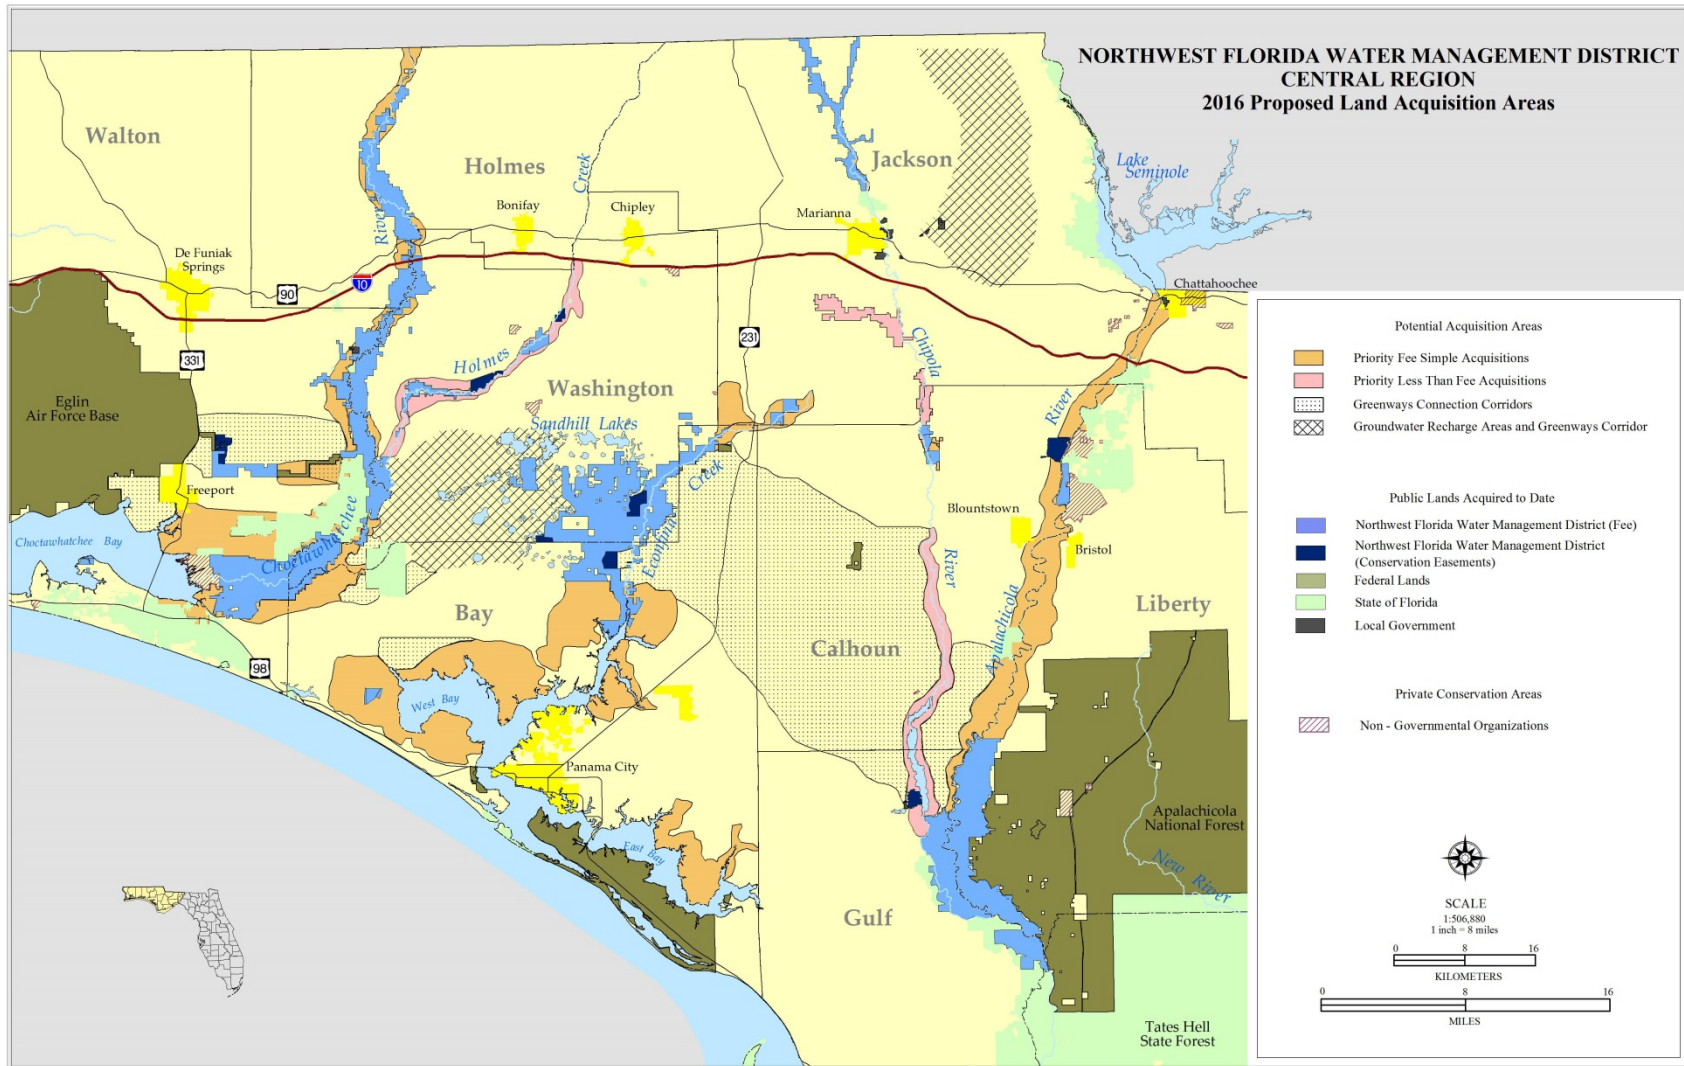 NORTHWEST FLORIDA WATER MANAGEMENT DISTRICT
CENTRAL REGION
2016 Proposed Land Acquisition Areas
Walton
Holmes
Jackson
Creek
Lake
Seminole
Bonifay
Chipley
Marianna
River
De Funiak
Springs
Chattahoochee
10
90
331
231
Holmes
Chipola
Washington
Eglin
Air Force Base
River
Sandhill Lakes
Freeport
Creek
Choctawhatchee Bay
Choctawhatchee
Econfina
Blountstown
Bristol
River
Bay
Apalachicola
Liberty
Calhoun
98
West Bay
Panama City
East Bay
Apalachicola
National Forest
New River
Gulf
Tates Hell
State Forest
Potential Acquisition Areas
Priority Fee Simple Acquisitions
Priority Less Than Fee Acquisitions
Greenways Connection Corridors
Groundwater Recharge Areas and Greenways Corridor
Public Lands Acquired to Date
Northwest Florida Water Management District (Fee)
Northwest Florida Water Management District
(Conservation Easements)
Federal Lands
State of Florida
Local Government
Private Conservation Areas
Non - Governmental Organizations
SCALE
1:506,880
1 inch = 8 miles
0 8 16
KILOMETERS
0 8 16
MILES